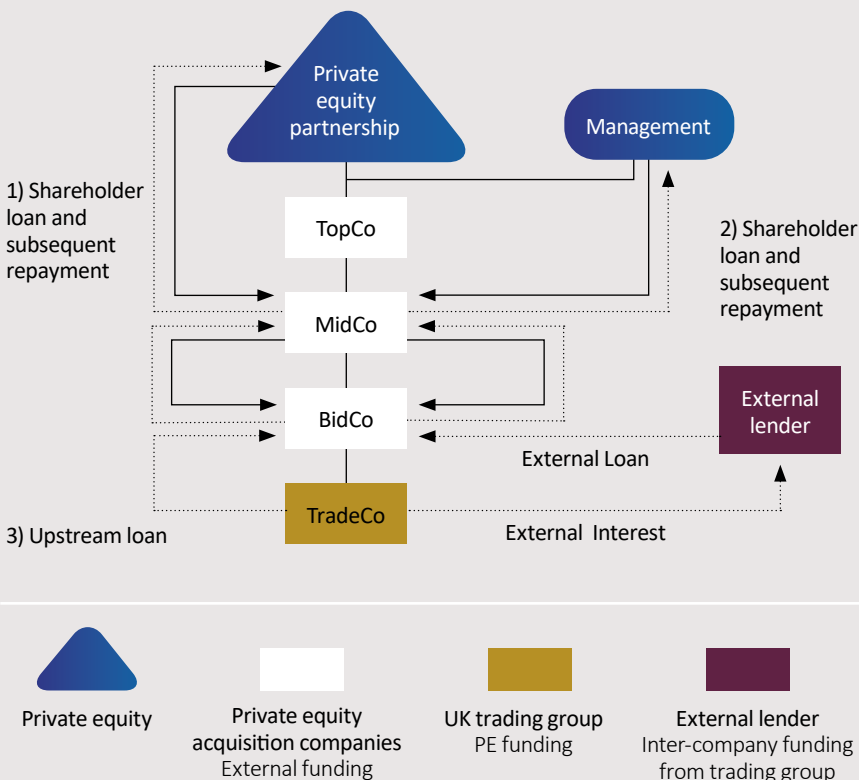 Private
equity
partnership
Management
1) Shareholder
loan and
subsequent
repayment
TopCo
2) Shareholder
loan and
subsequent
repayment
MidCo
External
lender
BidCo
External Loan
TradeCo
3) Upstream loan
External Interest
Private equity
Private equity
acquisition companies
External funding
UK trading group
PE funding
External lender
Inter-company funding
from trading group